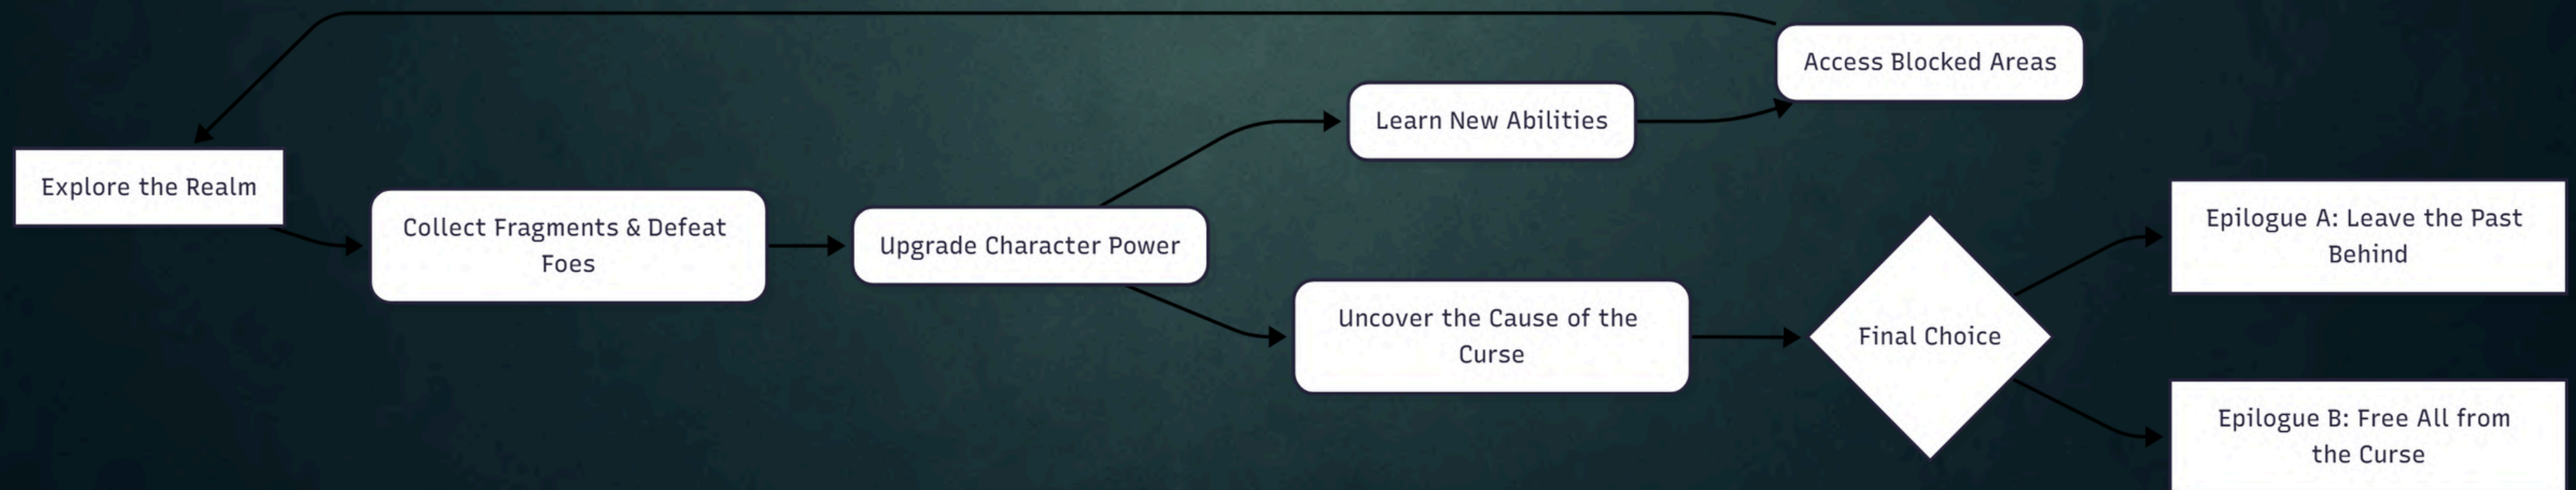 Explore the Realm
Collect Fragments & Defeat
Foes
Upgrade Character Power
Learn New Abilities
Access Blocked Areas
Uncover the Cause of the
Curse
Final Choice
Epilogue A: Leave the Past
Behind
Epilogue B: Free All from
the Curse